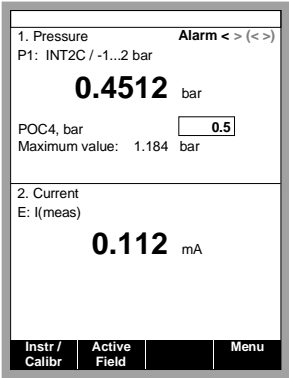 1. Pressure Alarm < > (< >)
P1: INT2C / -1...2 bar
0.4512 bar
POC4, bar 0.5
Maximum value: 1.184 bar
2. Current
E: I(meas)
0.112 mA
Instr / Active Menu
Calibr Field